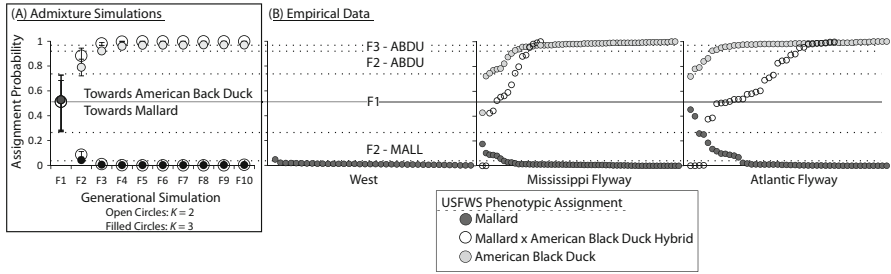 (A) Admixture Simulations
(B) Empirical Data
Assignment Probability
1
0.8
0.6
0.4
0.2
0
Towards American Back Duck
Towards Mallard
F1 F2 F3 F4 F5 F6 F7 F8 F9 F10
Generational Simulation
Open Circles: K = 2
Filled Circles: K = 3
F3 - ABDU
F2 - ABDU
F1
F2 - MALL
West
Mississippi Flyway
Atlantic Flyway
USFWS Phenotypic Assignment
Mallard
Mallard x American Black Duck Hybrid
American Black Duck